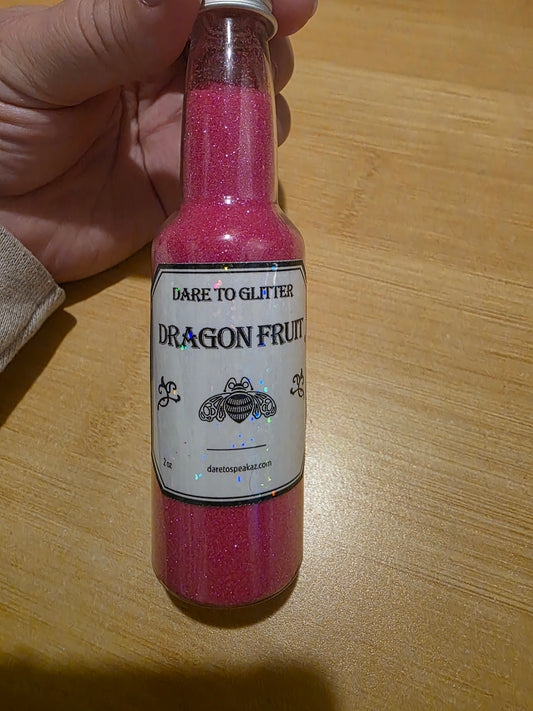 DARE TO GLITTER
DRAGON FRUIT
2 oz
daretospeakaz.com